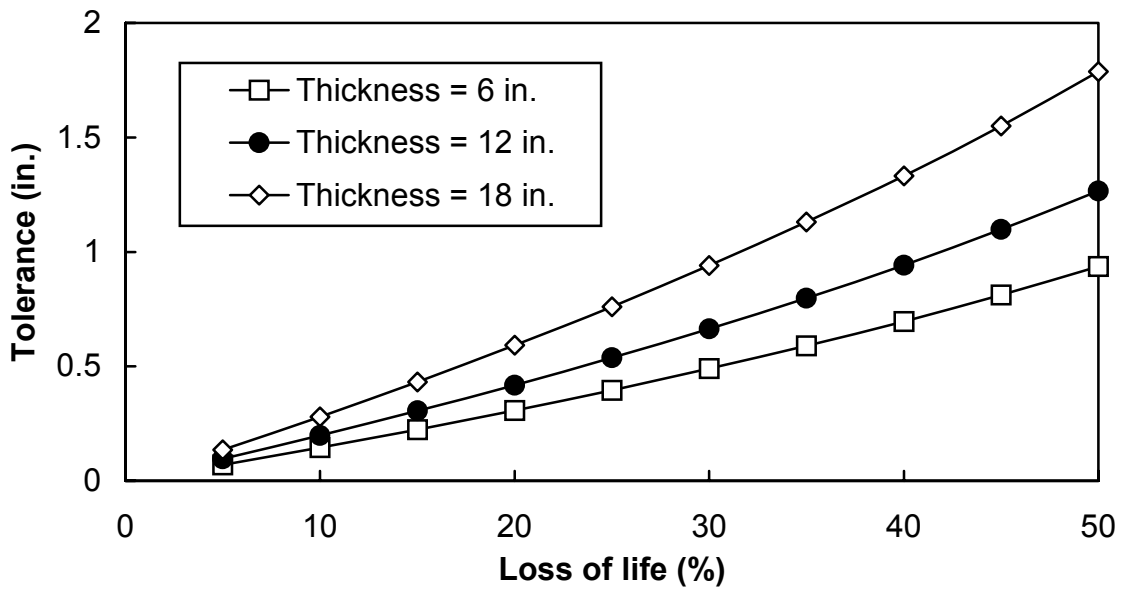 2
1.5
1
0.5
0
Tolerance (in.)
Thickness = 6 in.
Thickness = 12 in.
Thickness = 18 in.
0 10 20 30 40 50
Loss of life (%)